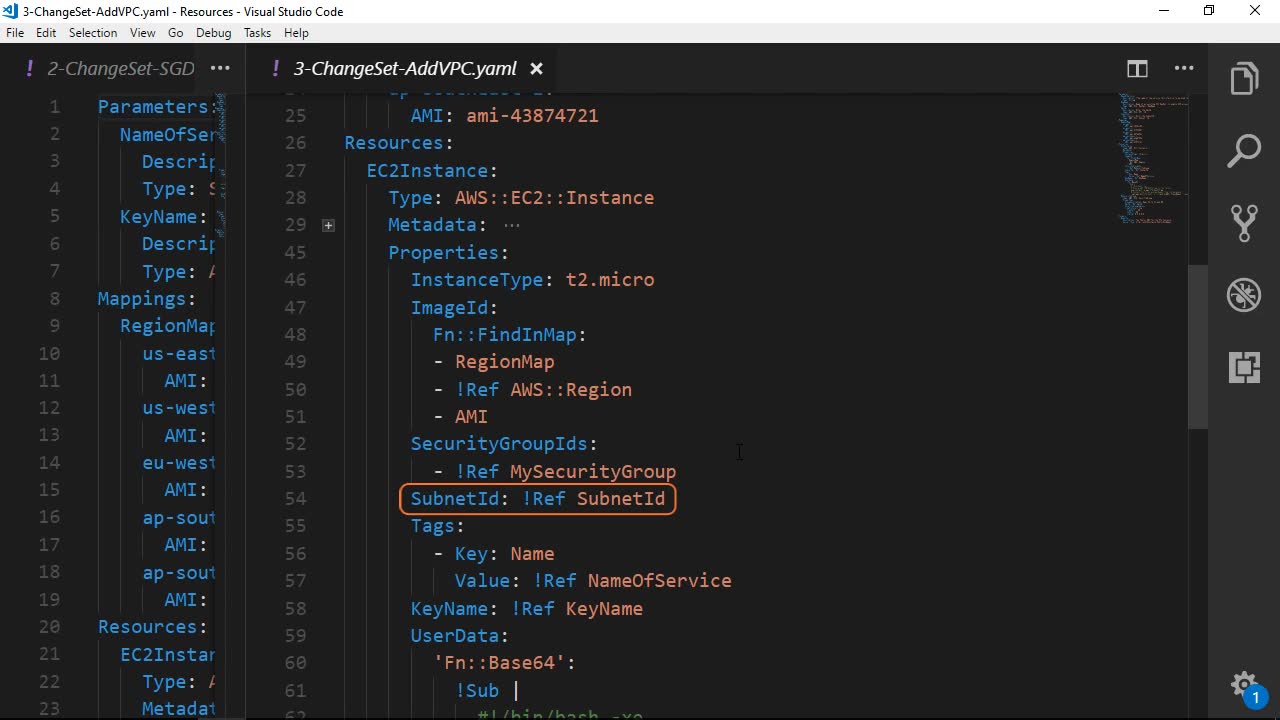 3-ChangeSet-AddVPC.yaml - Resources - Visual Studio Code
File Edit Selection View Go Debug Tasks Help
! 2-ChangeSet-SGD ···
1 Parameters:
2 NameOfSer
3 Descrip
4 Type: S
5 KeyName:
6 Descrip
7 Type: A
8 Mappings:
9 RegionMap
10 us-east
11 AMI:
12 us-west
13 AMI:
14 eu-west
15 AMI:
16 ap-sout
17 AMI:
18 ap-sout
19 AMI:
20 Resources:
21 EC2Instan
22 Type: A
23 Metadat
! 3-ChangeSet-AddVPC.yaml ×
25 AMI: ami-43874721
26 Resources:
27 EC2Instance:
28 Type: AWS::EC2::Instance
29 Metadata: ···
45 Properties:
46 InstanceType: t2.micro
47 ImageId:
48 Fn::FindInMap:
49 - RegionMap
50 - !Ref AWS::Region
51 - AMI
52 SecurityGroupIds:
53 - !Ref MySecurityGroup
54 SubnetId: !Ref SubnetId
55 Tags:
56 - Key: Name
57 Value: !Ref NameOfService
58 KeyName: !Ref KeyName
59 UserData:
60 'Fn::Base64':
61 !Sub |
62 #!/bin/bash -xe
1